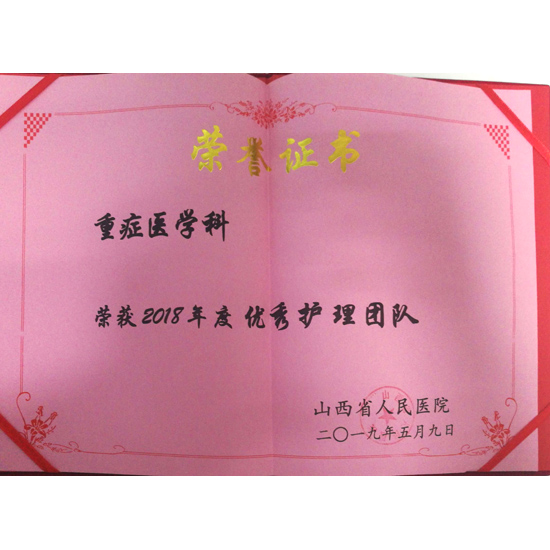 荣誉证书
重症医学科
荣获2018年度优秀护理团队
山西省人民医院
二〇一九年五月九日